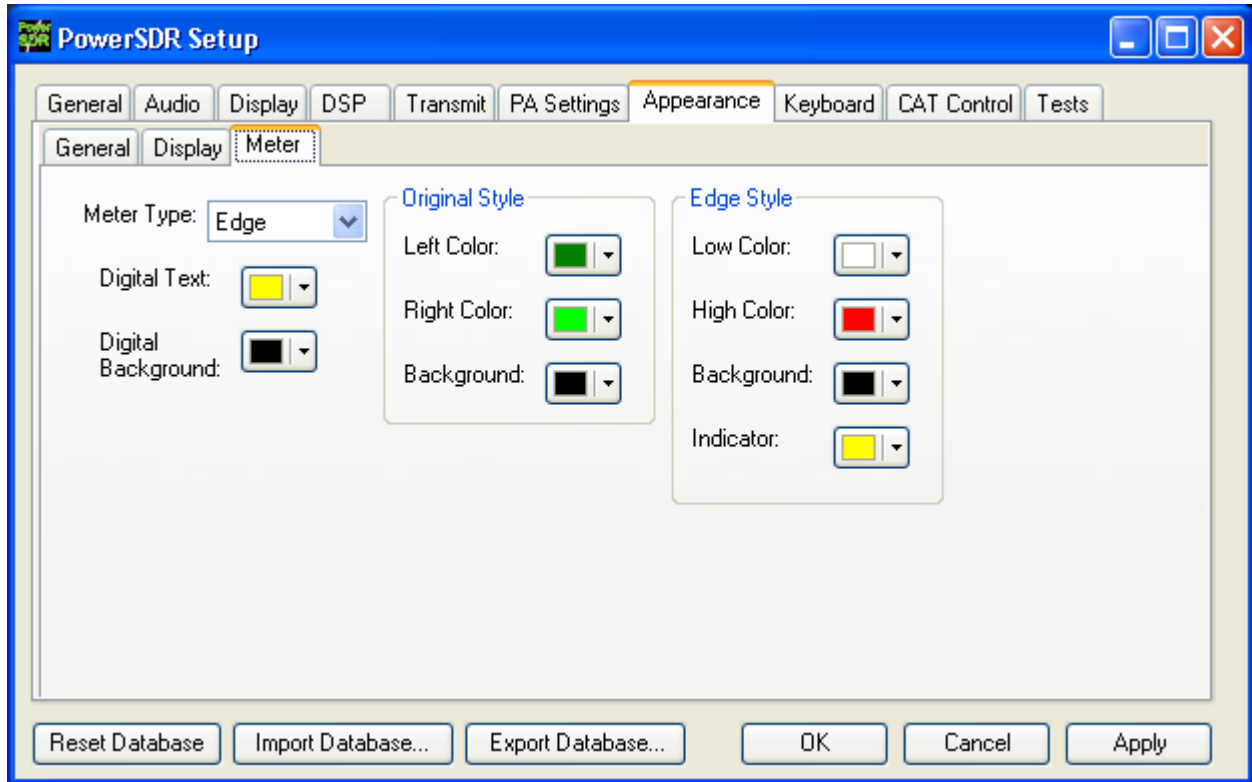 Power SDR PowerSDR Setup
General Audio Display DSP Transmit PA Settings Appearance Keyboard CAT Control Tests
General Display Meter
Meter Type: Edge
Digital Text:
Digital
Background:
Original Style
Left Color:
Right Color:
Background:
Edge Style
Low Color:
High Color:
Background:
Indicator:
Reset Database Import Database... Export Database... OK Cancel Apply